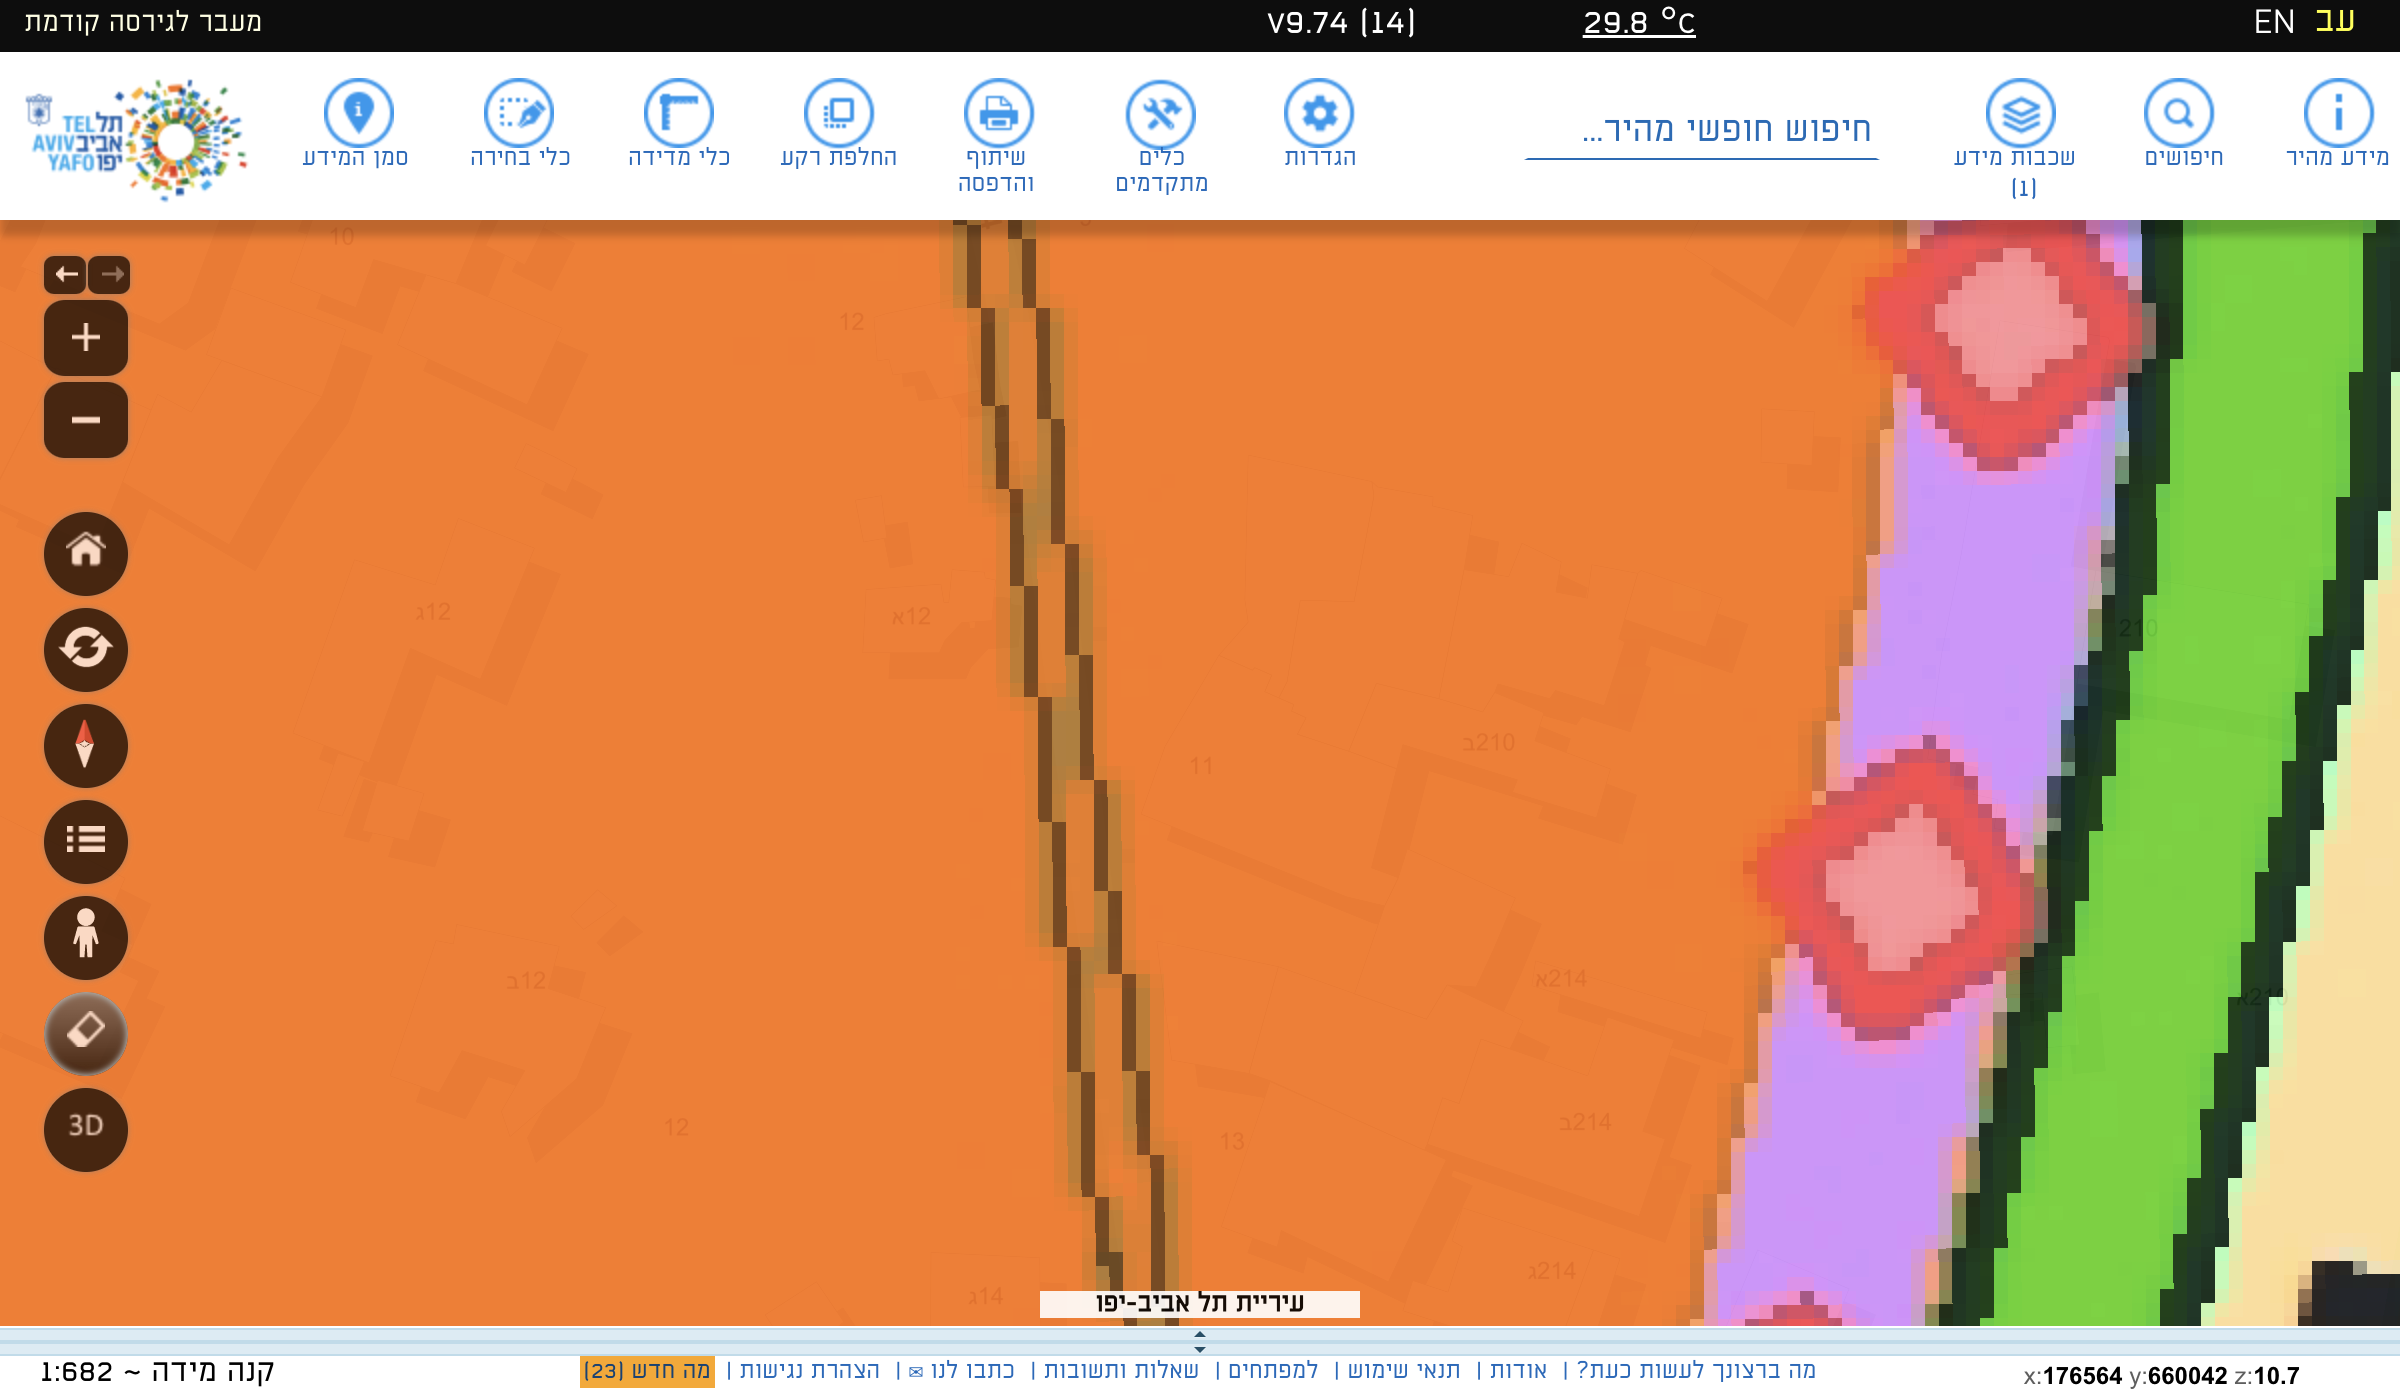 עב EN
29.8 °C
V9.74 (14)
מעבר לגירסה קודמת
מידע מהיר
חיפושים
שכבות מידע
(1)
חיפוש חופשי מהיר...
הגדרות
כלים
מתקדמים
שיתוף
והדפסה
החלפת רקע
כלי מדידה
כלי בחירה
סמן המידע
תל אביב יפו
TEL AVIV YAFO
10
12
12ג
12א
210
210ב
11
12ב
214א
210א
12
13
214ב
214ג
14ג
3D
עיריית תל אביב-יפו
מה ברצונך לעשות כעת? | אודות | תנאי שימוש | למפתחים | שאלות ותשובות | כתבו לנו ✉ | הצהרת נגישות | מה חדש (23)
קנה מידה ~ 1:682
x:176564 y:660042 z:10.7